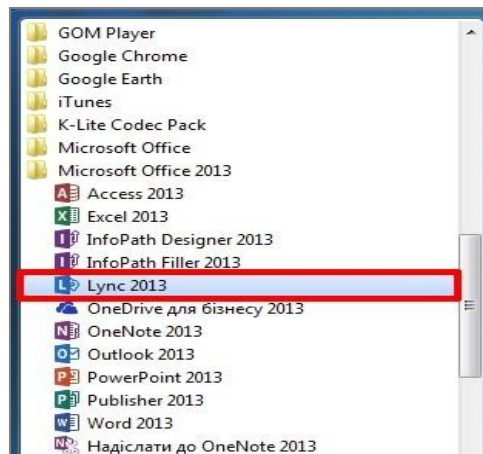 GOM Player
Google Chrome
Google Earth
iTunes
K-Lite Codec Pack
Microsoft Office
Microsoft Office 2013
Access 2013
Excel 2013
InfoPath Designer 2013
InfoPath Filler 2013
Lync 2013
OneDrive для бізнесу 2013
OneNote 2013
Outlook 2013
PowerPoint 2013
Publisher 2013
Word 2013
Надіслати до OneNote 2013